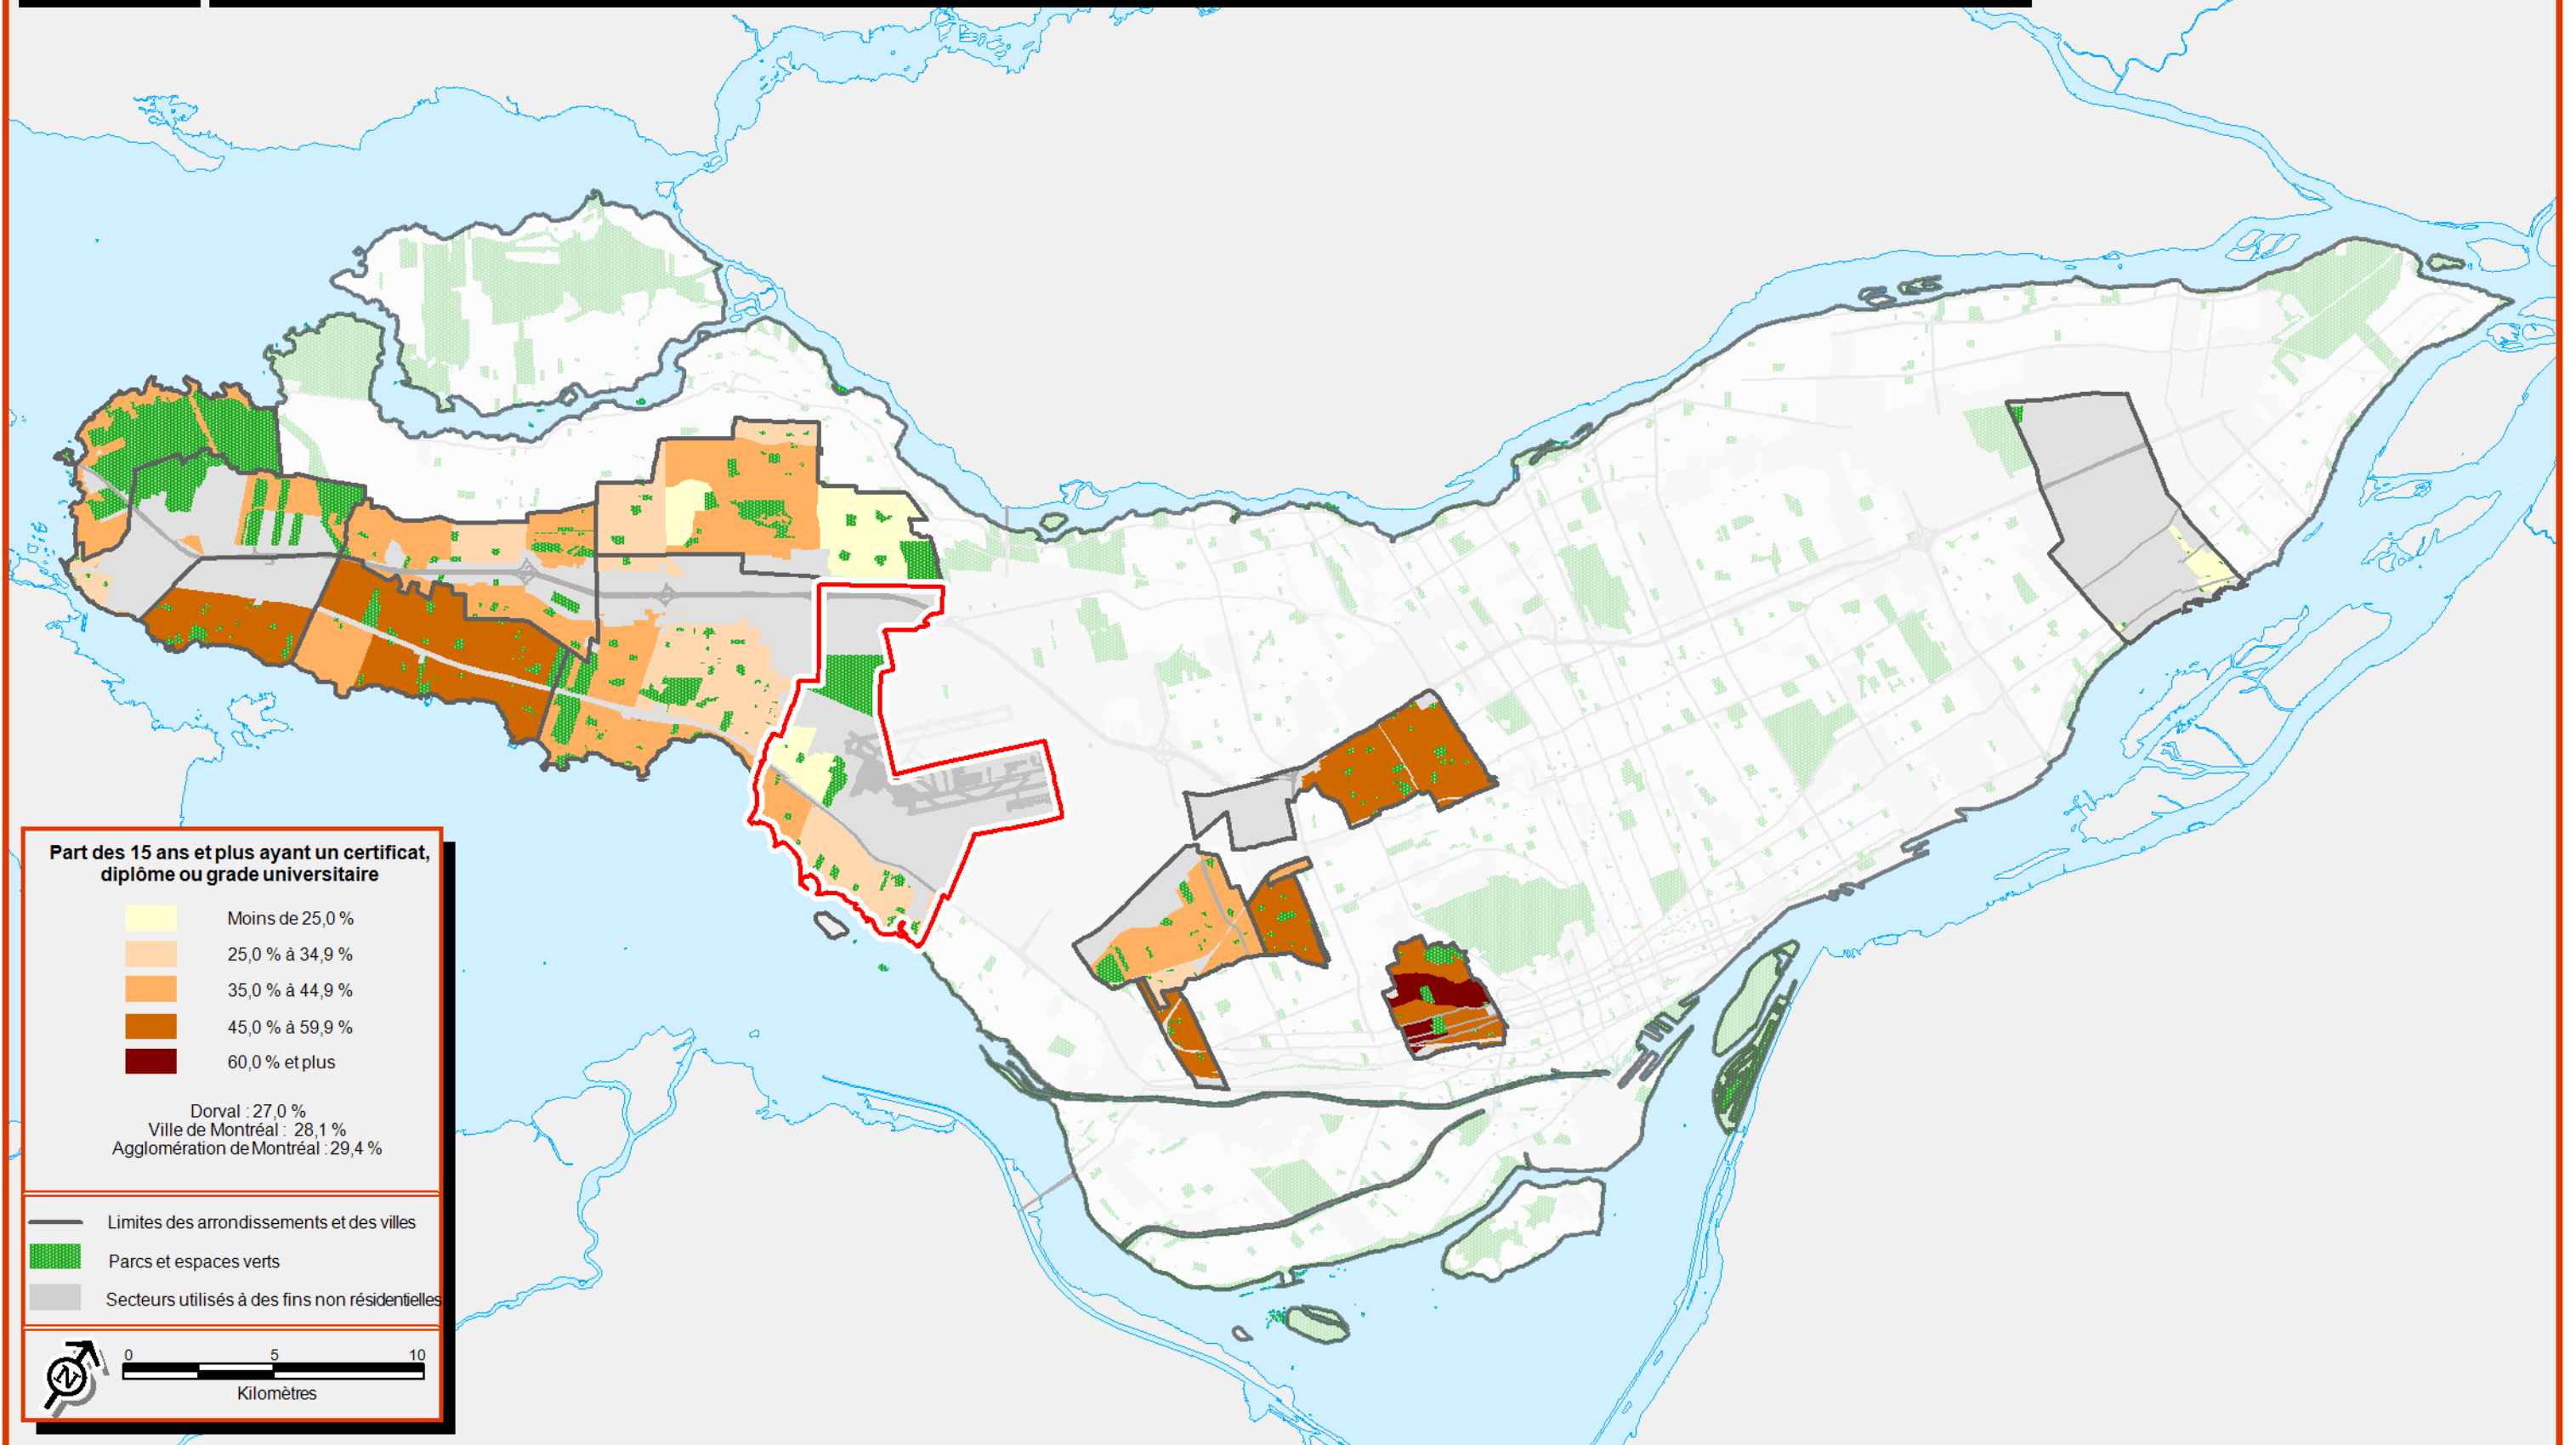 Part des 15 ans et plus ayant un certificat,
diplôme ou grade universitaire
Moins de 25,0 %
25,0 % à 34,9 %
35,0 % à 44,9 %
45,0 % à 59,9 %
60,0 % et plus
Dorval : 27,0 %
Ville de Montréal : 28,1 %
Agglomération de Montréal : 29,4 %
Limites des arrondissements et des villes
Parcs et espaces verts
Secteurs utilisés à des fins non résidentielles
N
0 5 10
Kilomètres